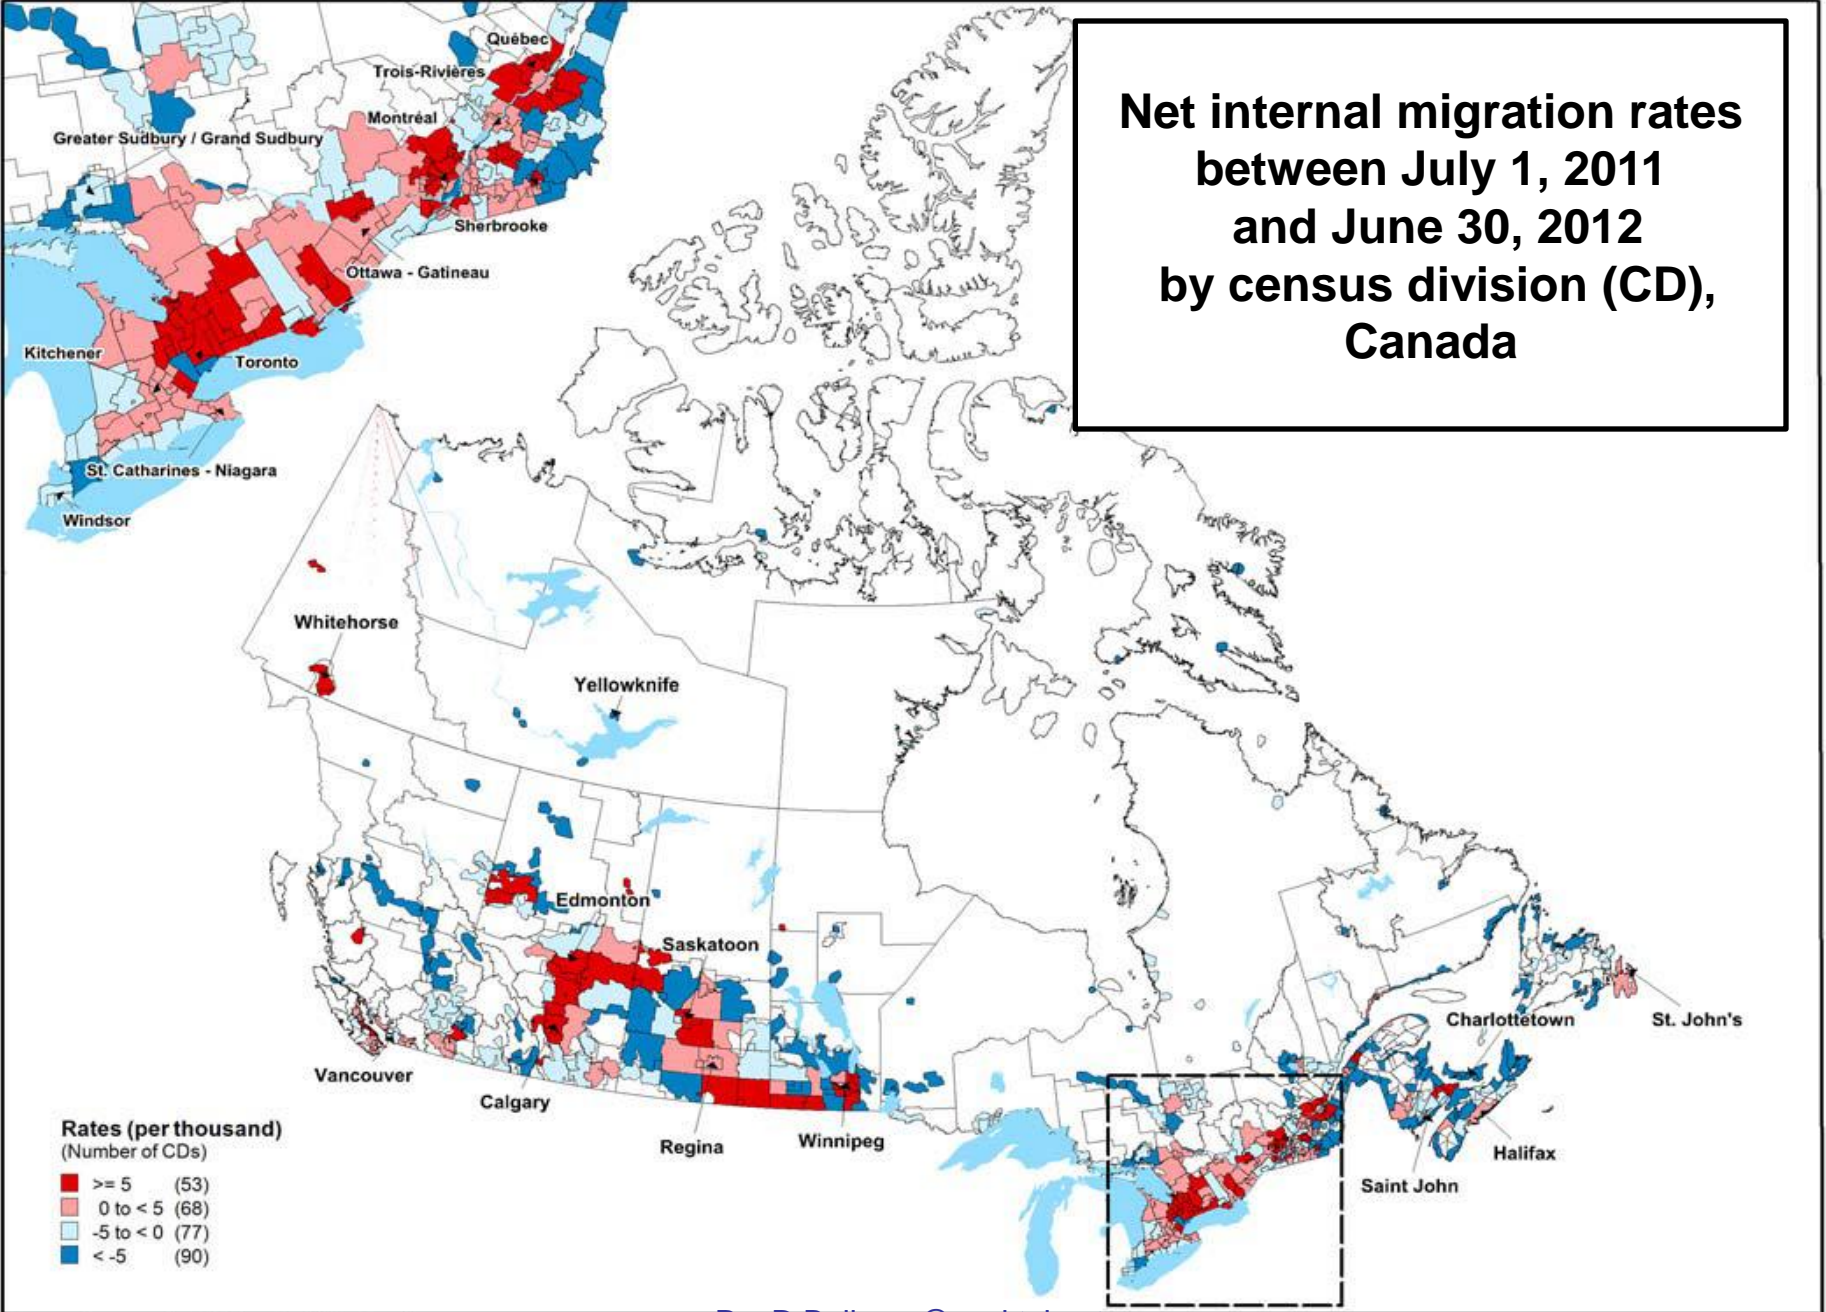 Net internal migration rates
between July 1, 2011
and June 30, 2012
by census division (CD),
Canada
Québec
Trois-Rivières
Montréal
Greater Sudbury / Grand Sudbury
Sherbrooke
Ottawa - Gatineau
Kitchener
Toronto
St. Catharines - Niagara
Windsor
Whitehorse
Yellowknife
Edmonton
Saskatoon
Vancouver
Calgary
Regina
Winnipeg
Charlottetown
St. John's
Halifax
Saint John
Rates (per thousand)
(Number of CDs)
>= 5 (53)
0 to < 5 (68)
-5 to < 0 (77)
< -5 (90)